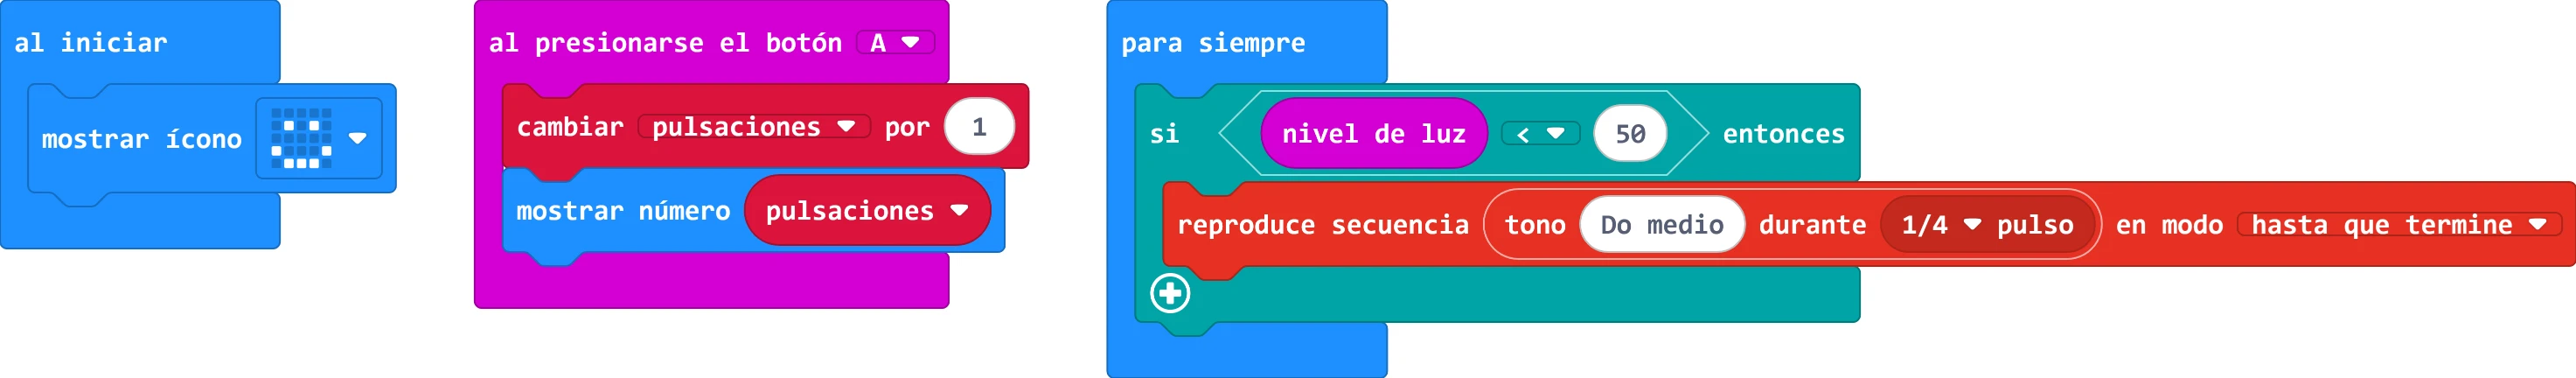 al iniciar
mostrar ícono
al presionarse el botón A
cambiar pulsaciones por 1
mostrar número pulsaciones
para siempre
si nivel de luz < 50 entonces
reproduce secuencia tono Do medio durante 1/4 pulso en modo hasta que termine